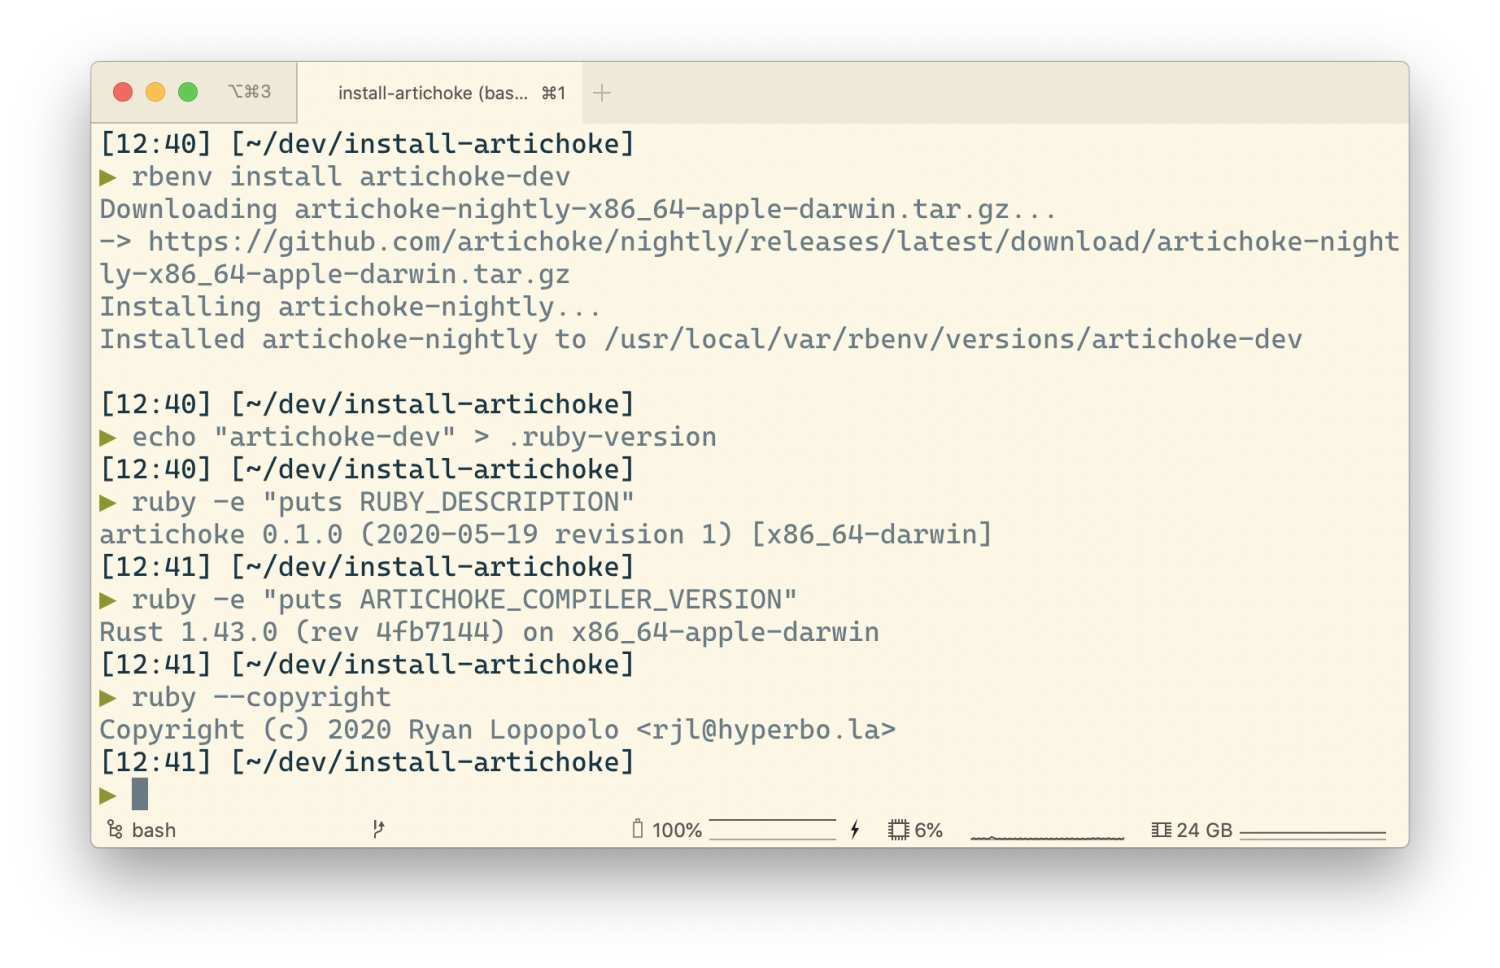 ⌥⌘3 install-artichoke (bas... ⌘1 +
[12:40] [~/dev/install-artichoke]
▶ rbenv install artichoke-dev
Downloading artichoke-nightly-x86_64-apple-darwin.tar.gz...
-> https://github.com/artichoke/nightly/releases/latest/download/artichoke-night
ly-x86_64-apple-darwin.tar.gz
Installing artichoke-nightly...
Installed artichoke-nightly to /usr/local/var/rbenv/versions/artichoke-dev
[12:40] [~/dev/install-artichoke]
▶ echo "artichoke-dev" > .ruby-version
[12:40] [~/dev/install-artichoke]
▶ ruby -e "puts RUBY_DESCRIPTION"
artichoke 0.1.0 (2020-05-19 revision 1) [x86_64-darwin]
[12:41] [~/dev/install-artichoke]
▶ ruby -e "puts ARTICHOKE_COMPILER_VERSION"
Rust 1.43.0 (rev 4fb7144) on x86_64-apple-darwin
[12:41] [~/dev/install-artichoke]
▶ ruby --copyright
Copyright (c) 2020 Ryan Lopopolo <rjl@hyperbo.la>
[12:41] [~/dev/install-artichoke]
▶
bash 100% 6% 24 GB